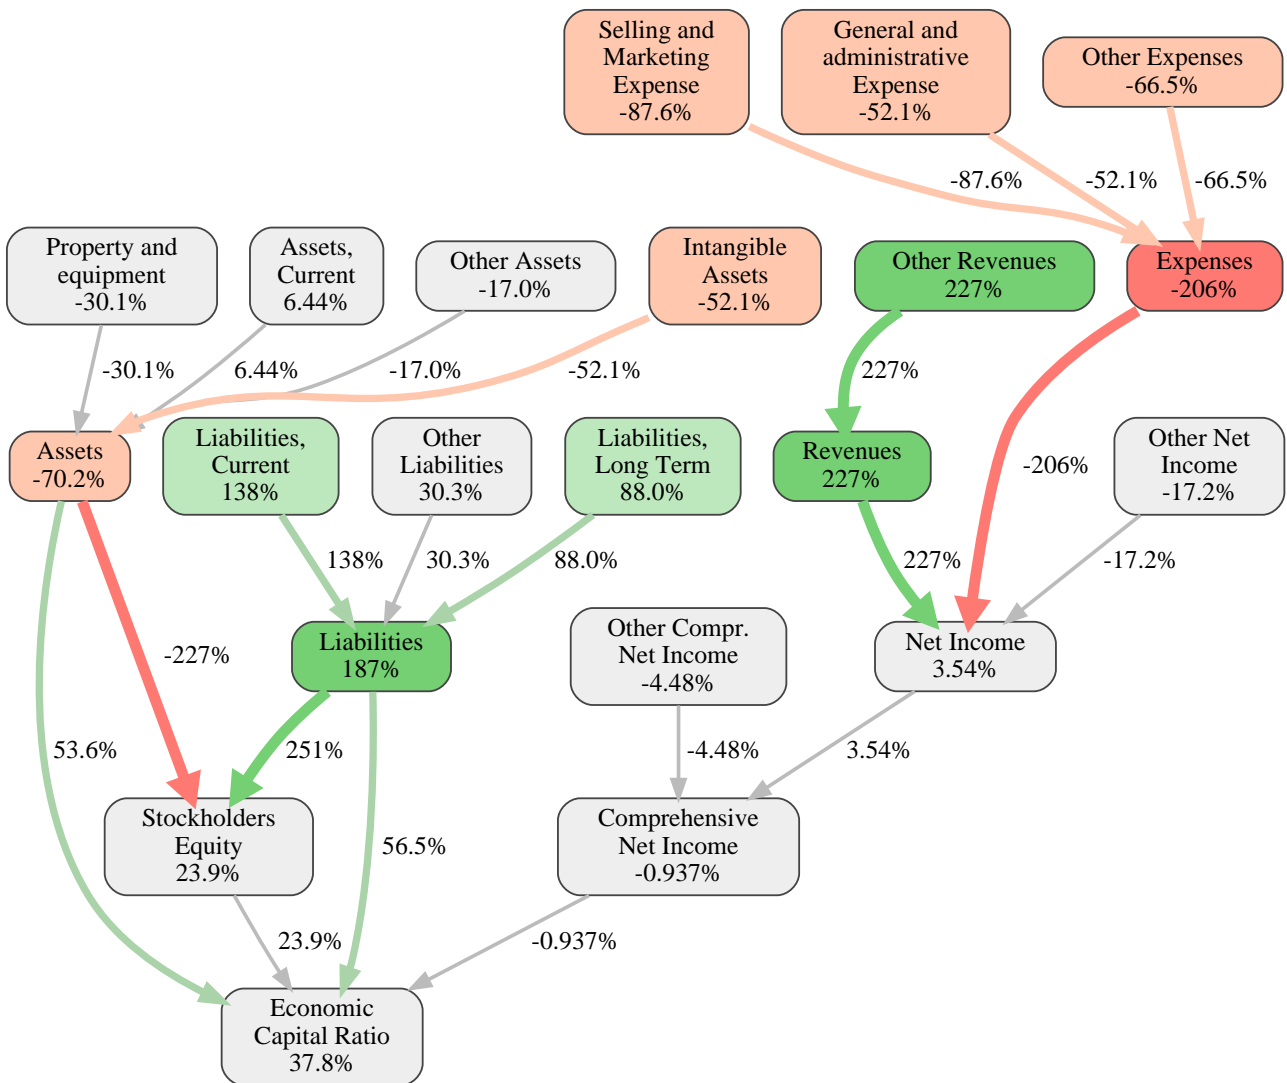 Selling and
Marketing
Expense
-87.6%
General and
administrative
Expense
-52.1%
Other Expenses
-66.5%
-87.6%
-52.1%
-66.5%
Property and
equipment
-30.1%
Assets,
Current
6.44%
Other Assets
-17.0%
Intangible
Assets
-52.1%
Other Revenues
227%
Expenses
-206%
-30.1%
6.44%
-17.0%
-52.1%
227%
-206%
Assets
-70.2%
Liabilities,
Current
138%
Other
Liabilities
30.3%
Liabilities,
Long Term
88.0%
Revenues
227%
Other Net
Income
-17.2%
138%
30.3%
88.0%
227%
-17.2%
-227%
Liabilities
187%
Other Compr.
Net Income
-4.48%
Net Income
3.54%
53.6%
251%
-4.48%
3.54%
Stockholders
Equity
23.9%
56.5%
Comprehensive
Net Income
-0.937%
23.9%
-0.937%
Economic
Capital Ratio
37.8%